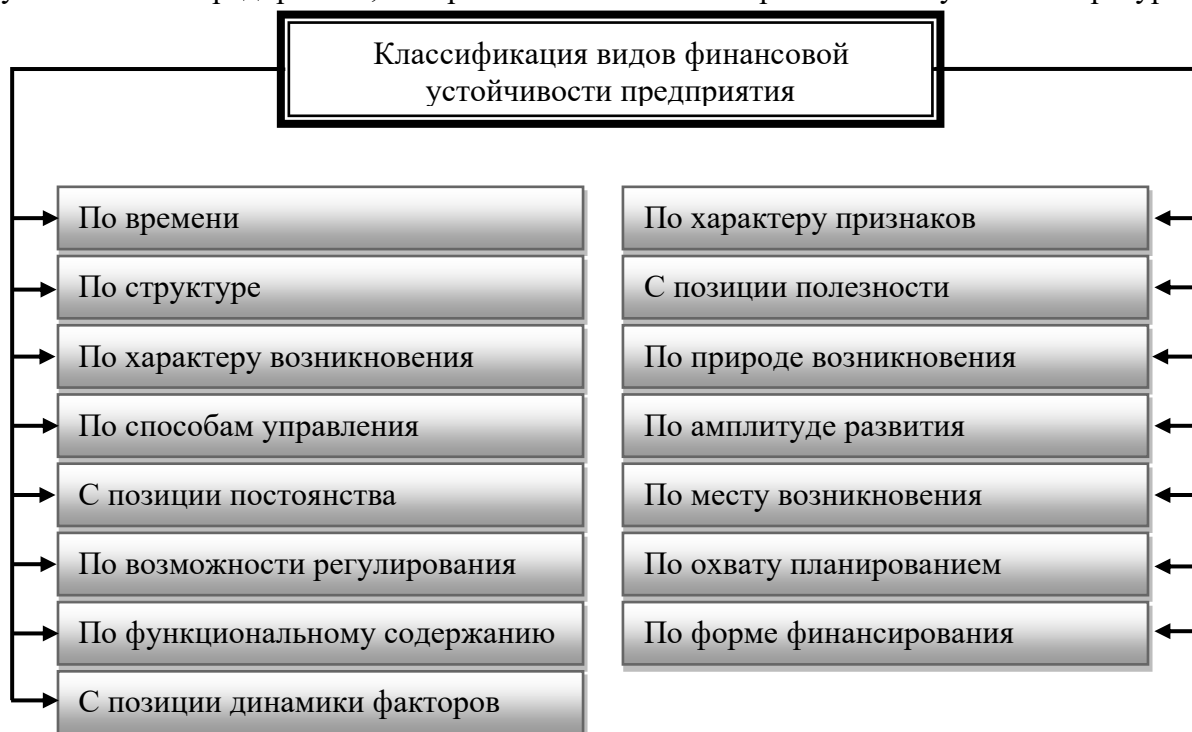 Классификация видов финансовой
устойчивости предприятия
По времени
По структуре
По характеру возникновения
По способам управления
С позиции постоянства
По возможности регулирования
По функциональному содержанию
С позиции динамики факторов
По характеру признаков
С позиции полезности
По природе возникновения
По амплитуде развития
По месту возникновения
По охвату планированием
По форме финансирования